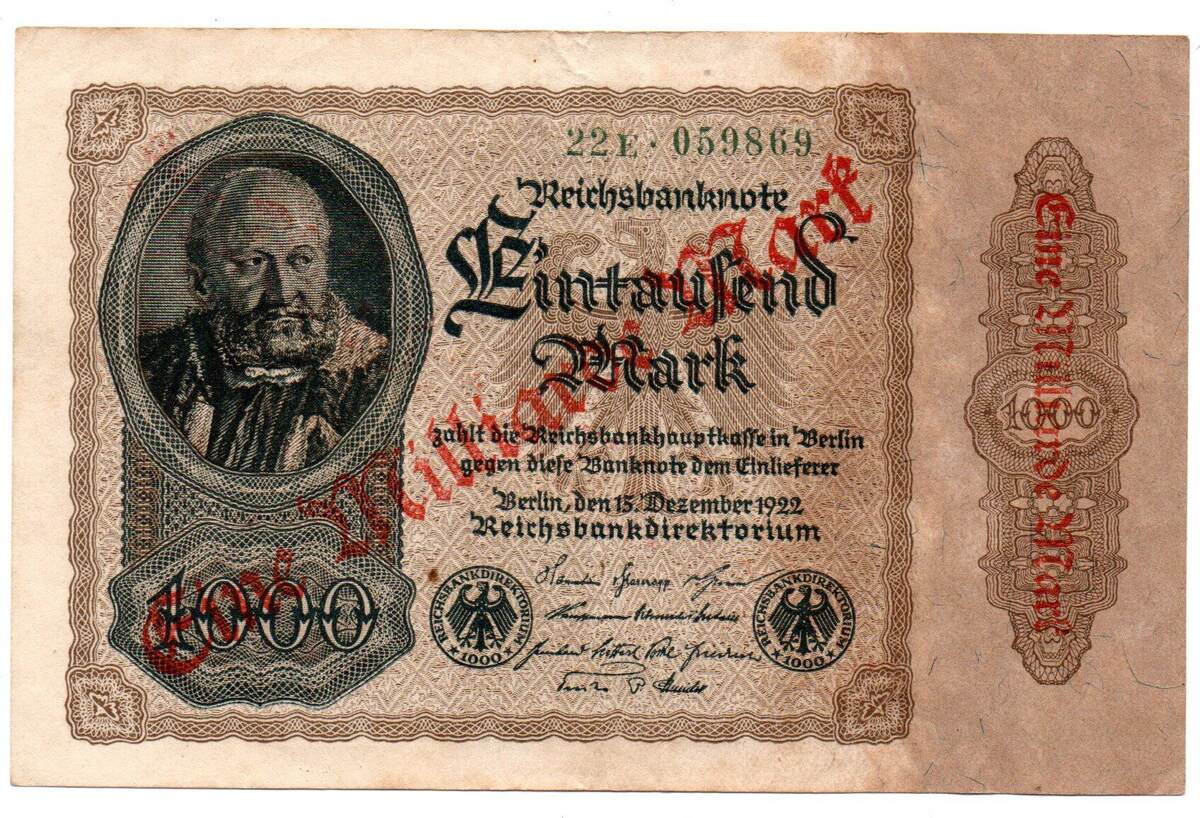 22E·059869
Reichsbanknote
Eintausend
Mark
zahlt die Reichsbankhauptkasse in Berlin
gegen diese Banknote dem Einlieferer
Berlin, den 15. Dezember 1922
Reichsbankdirektorium
Eine Milliarde Mark
1000
REICHSBANKDIREKTORIUM
1000
REICHSBANKDIREKTORIUM
1000
Eine Milliarde Mark
1000